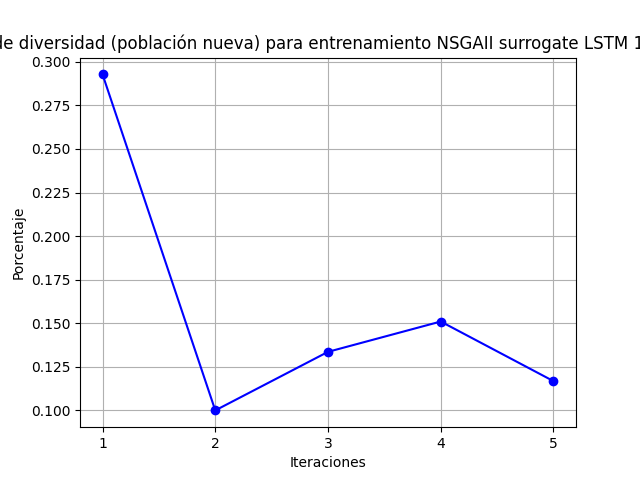 de diversidad (población nueva) para entrenamiento NSGAII surrogate LSTM 1
0.300
0.275
0.250
0.225
0.200
0.175
0.150
0.125
0.100
Porcentaje
1 2 3 4 5
Iteraciones